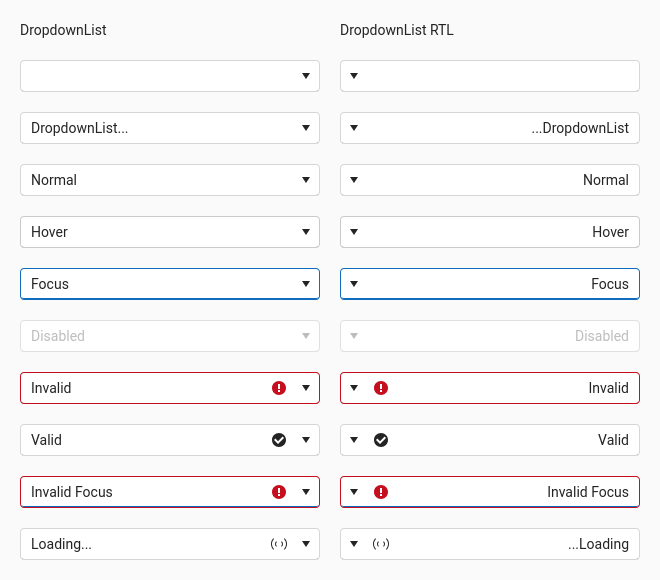 DropdownList
DropdownList RTL
DropdownList...
...DropdownList
Normal
Normal
Hover
Hover
Focus
Focus
Disabled
Disabled
Invalid
Invalid
Valid
Valid
Invalid Focus
Invalid Focus
Loading...
...Loading